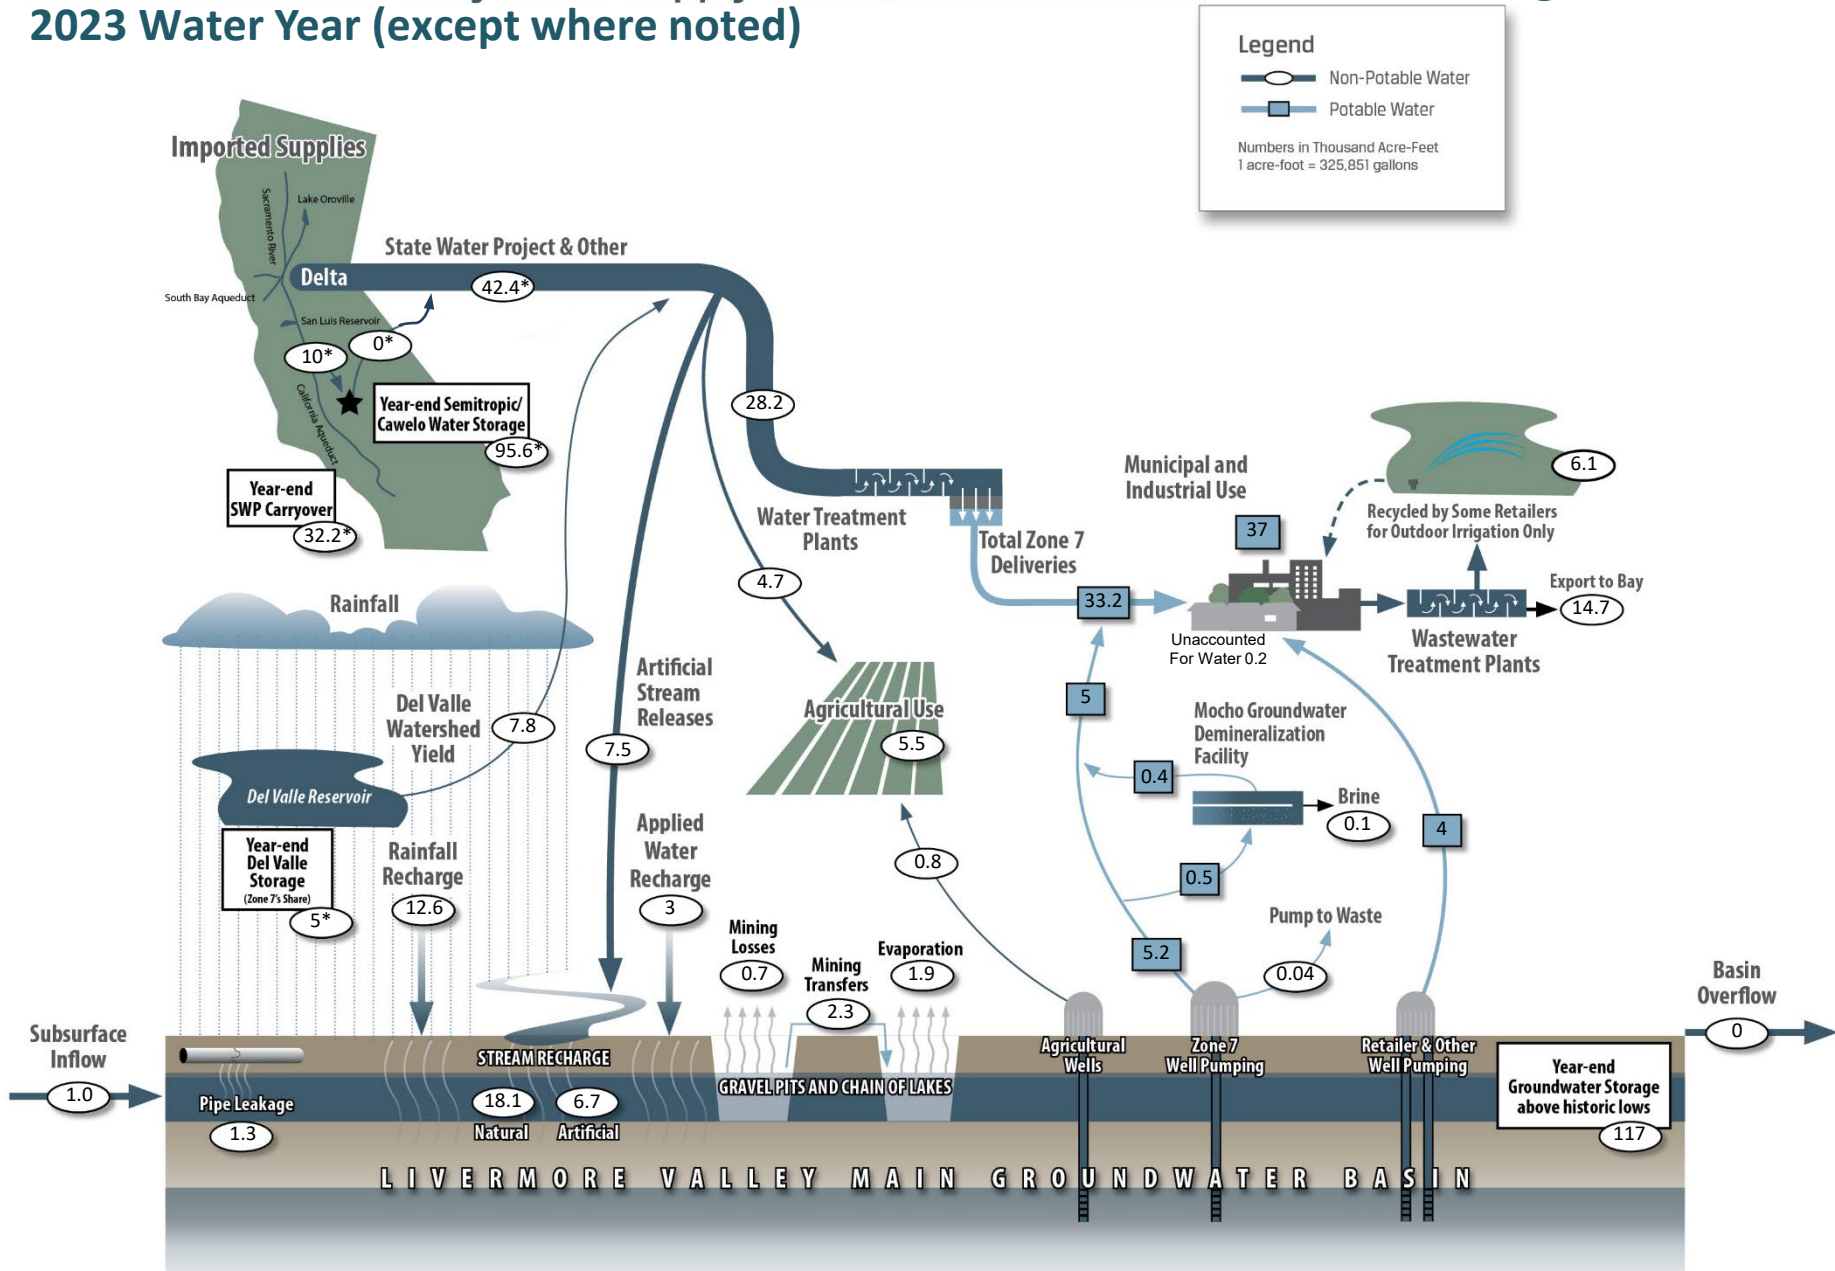 2023 Water Year (except where noted)
Legend
Non-Potable Water
Potable Water
Numbers in Thousand Acre-Feet
1 acre-foot = 325,851 gallons
Imported Supplies
Sacramento River
Lake Oroville
State Water Project & Other
Delta
42.4*
South Bay Aqueduct
San Luis Reservoir
10*
0*
California Aqueduct
Year-end Semitropic/
Cawelo Water Storage
95.6*
Year-end
SWP Carryover
32.2*
28.2
Water Treatment
Plants
Total Zone 7
Deliveries
33.2
Municipal and
Industrial Use
37
Unaccounted
For Water 0.2
6.1
Recycled by Some Retailers
for Outdoor Irrigation Only
Export to Bay
14.7
Wastewater
Treatment Plants
Rainfall
Del Valle
Watershed
Yield
7.8
Artificial
Stream
Releases
7.5
4.7
Agricultural Use
5.5
0.8
5
Mocho Groundwater
Demineralization
Facility
0.4
Brine
0.1
0.5
4
5.2
Pump to Waste
0.04
Del Valle Reservoir
Year-end
Del Valle
Storage
(Zone 7's Share)
5*
Rainfall
Recharge
12.6
Applied
Water
Recharge
3
Mining
Losses
0.7
Mining
Transfers
2.3
Evaporation
1.9
Basin
Overflow
0
Subsurface
Inflow
1.0
Pipe Leakage
1.3
STREAM RECHARGE
18.1
Natural
6.7
Artificial
GRAVEL PITS AND CHAIN OF LAKES
Agricultural
Wells
Zone 7
Well Pumping
Retailer & Other
Well Pumping
Year-end
Groundwater Storage
above historic lows
117
LIVERMORE VALLEY MAIN GROUNDWATER BASIN